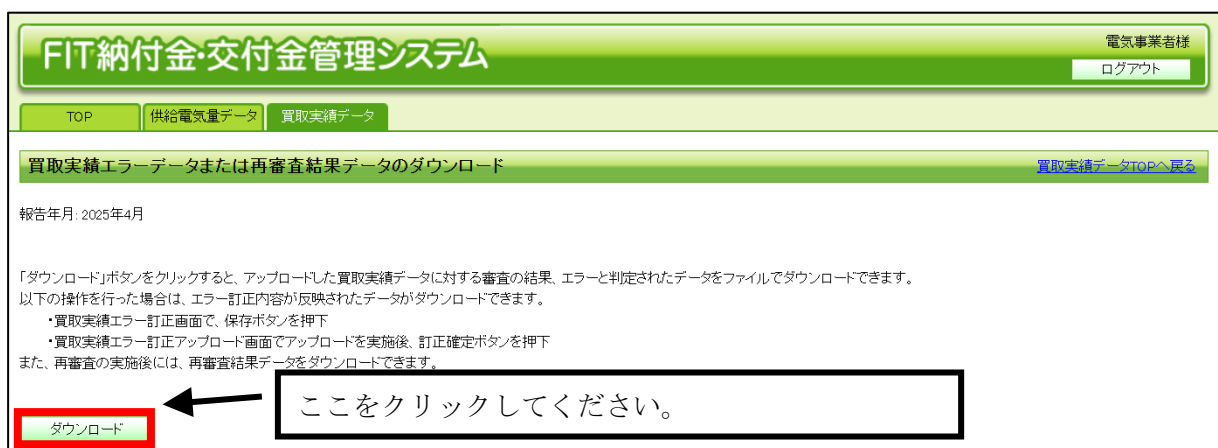 FIT納付金・交付金管理システム
電気事業者様
ログアウト
TOP
供給電気量データ
買取実績データ
買取実績エラーデータまたは再審査結果データのダウンロード
買取実績データTOPへ戻る
報告年月: 2025年4月
「ダウンロード」ボタンをクリックすると、アップロードした買取実績データに対する審査の結果、エラーと判定されたデータをファイルでダウンロードできます。
以下の操作を行った場合は、エラー訂正内容が反映されたデータがダウンロードできます。
・買取実績エラー訂正画面で、保存ボタンを押下
・買取実績エラー訂正アップロード画面でアップロードを実施後、訂正確定ボタンを押下
また、再審査の実施後には、再審査結果データをダウンロードできます。
ここをクリックしてください。
ダウンロード